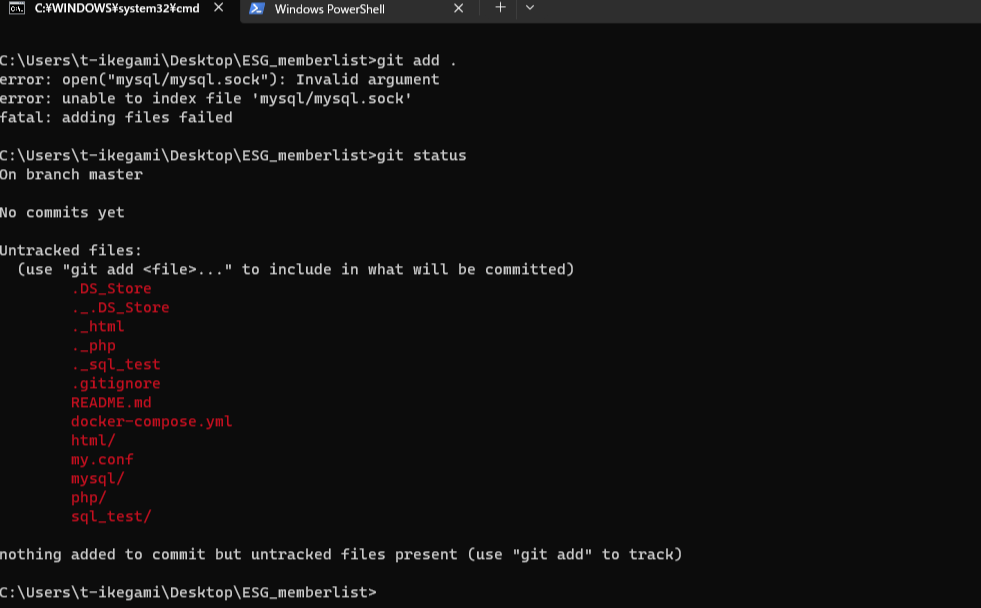 C:¥WINDOWS¥system32¥cmd
Windows PowerShell
C:\Users\t-ikegami\Desktop\ESG_memberlist>git add .
error: open("mysql/mysql.sock"): Invalid argument
error: unable to index file 'mysql/mysql.sock'
fatal: adding files failed
C:\Users\t-ikegami\Desktop\ESG_memberlist>git status
On branch master
No commits yet
Untracked files:
(use "git add <file>..." to include in what will be committed)
.DS_Store
._.DS_Store
._html
._php
._sql_test
.gitignore
README.md
docker-compose.yml
html/
my.conf
mysql/
php/
sql_test/
nothing added to commit but untracked files present (use "git add" to track)
C:\Users\t-ikegami\Desktop\ESG_memberlist>